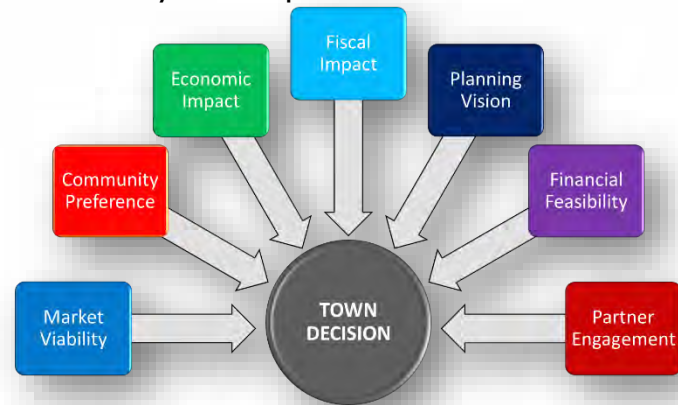 Fiscal
Impact
Economic
Impact
Planning
Vision
Community
Preference
Financial
Feasibility
Market
Viability
TOWN
DECISION
Partner
Engagement